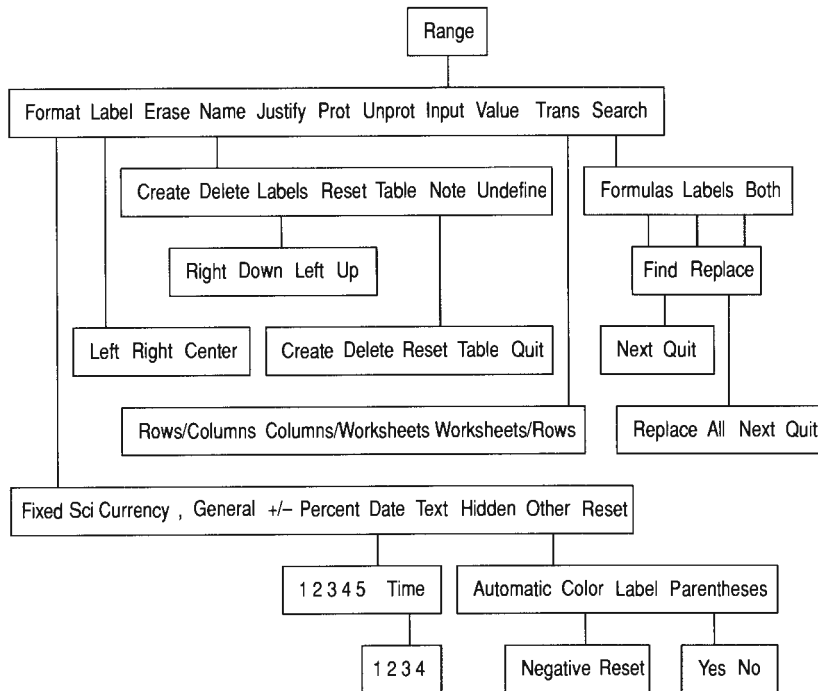 Range
Format Label Erase Name Justify Prot Unprot Input Value Trans Search
Create Delete Labels Reset Table Note Undefine
Formulas Labels Both
Right Down Left Up
Find Replace
Left Right Center
Create Delete Reset Table Quit
Next Quit
Rows/Columns Columns/Worksheets Worksheets/Rows
Replace All Next Quit
Fixed Sci Currency , General +/– Percent Date Text Hidden Other Reset
1 2 3 4 5 Time
Automatic Color Label Parentheses
1 2 3 4
Negative Reset
Yes No